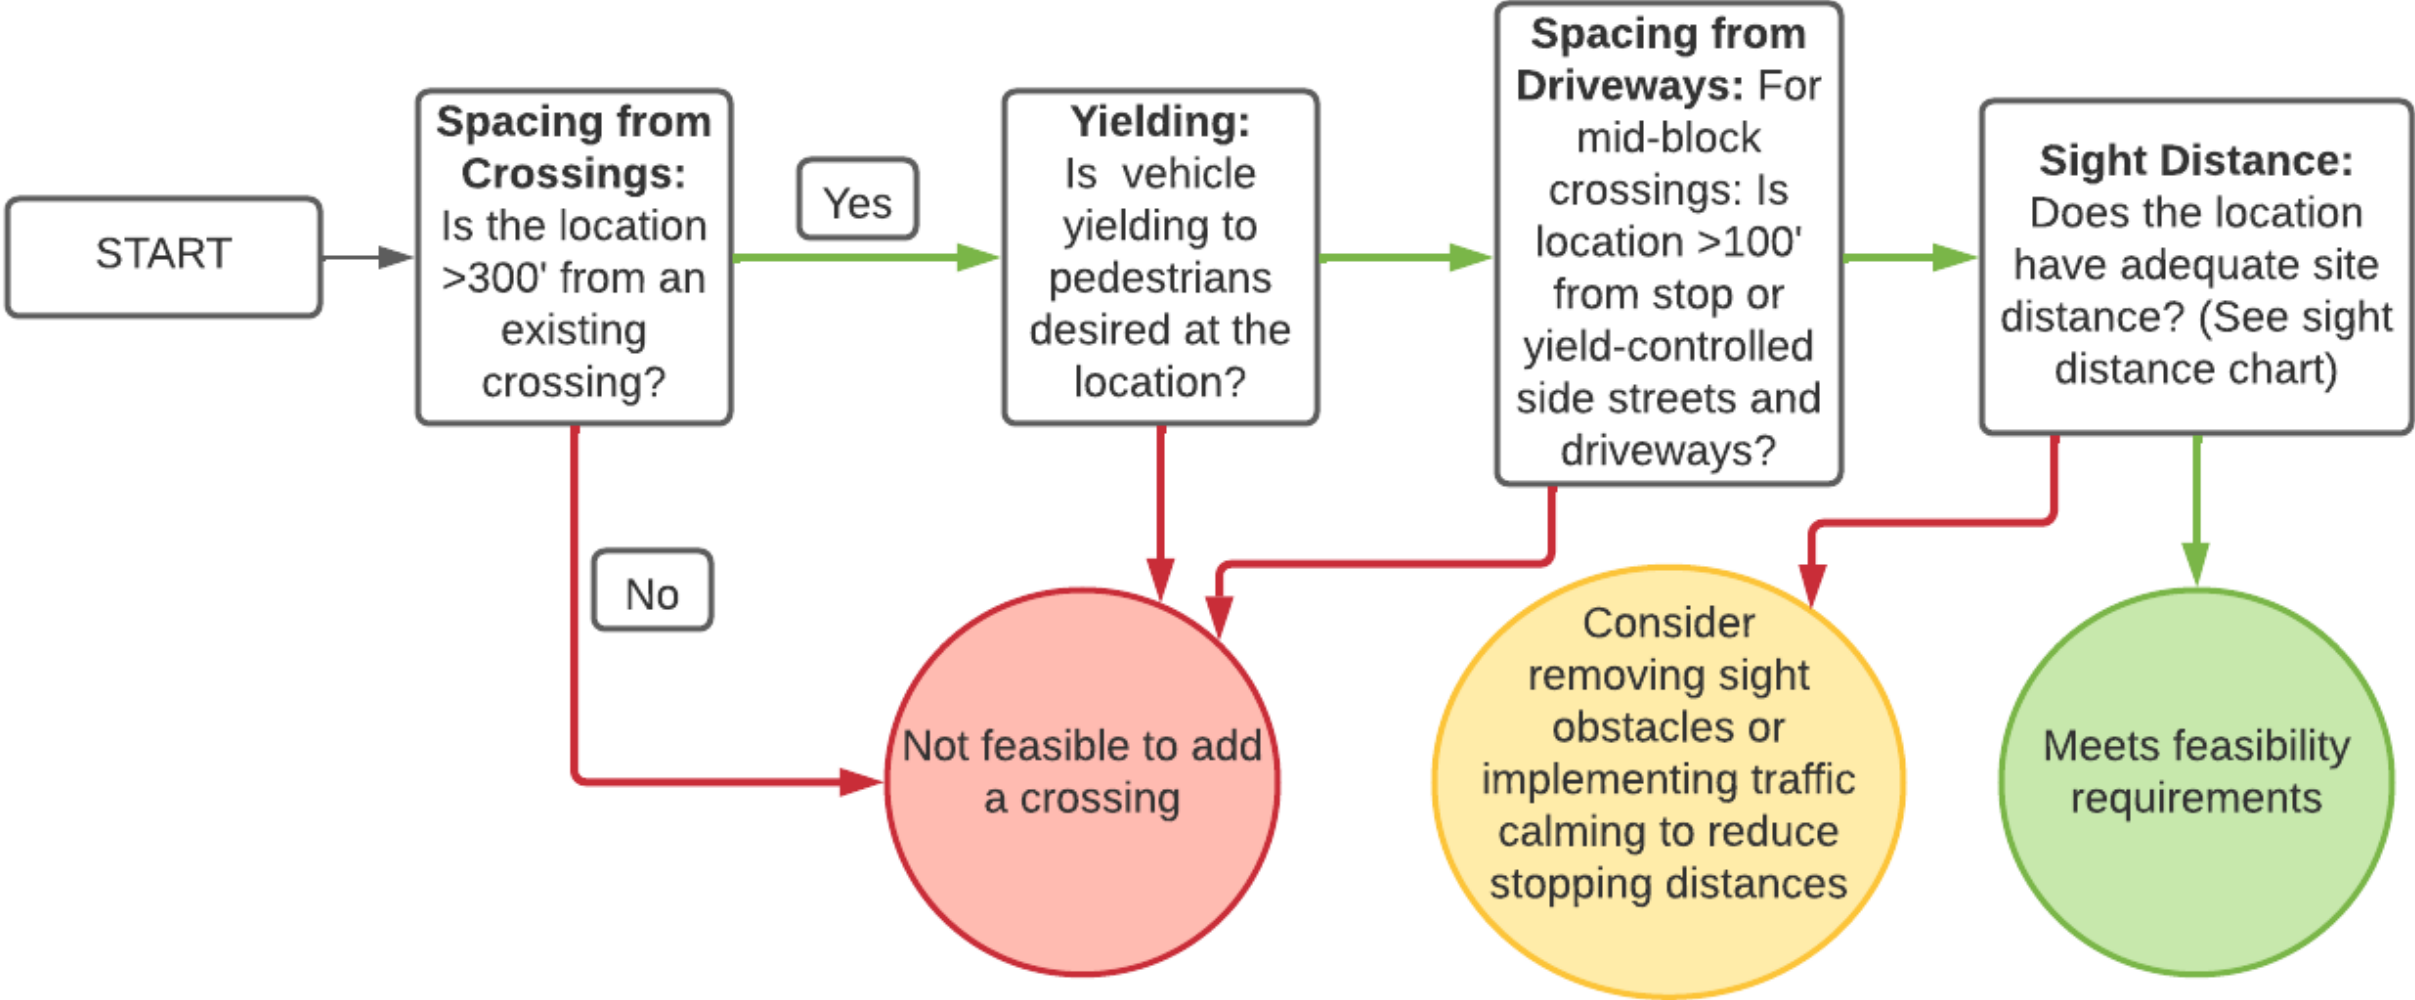 START
Spacing from
Crossings:
Is the location
>300' from an
existing
crossing?
Yes
No
Yielding:
Is  vehicle
yielding to
pedestrians
desired at the
location?
Spacing from
Driveways: For
mid-block
crossings: Is
location >100'
from stop or
yield-controlled
side streets and
driveways?
Sight Distance:
Does the location
have adequate site
distance? (See sight
distance chart)
Not feasible to add
a crossing
Consider
removing sight
obstacles or
implementing traffic
calming to reduce
stopping distances
Meets feasibility
requirements